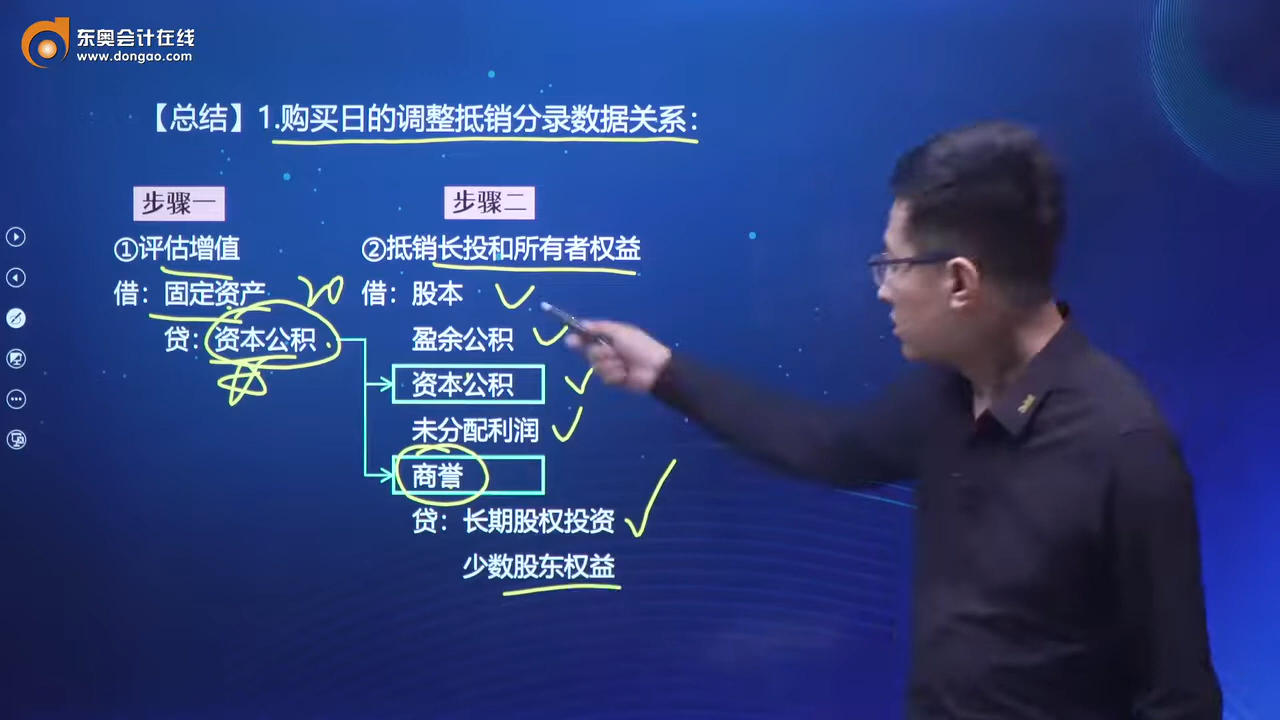 东奥会计在线
www.dongao.com
【总结】1.购买日的调整抵销分录数据关系：
步骤一
①评估增值
借：固定资产
贷：资本公积
步骤二
②抵销长投和所有者权益
借：股本
盈余公积
资本公积
未分配利润
商誉
贷：长期股权投资
少数股东权益